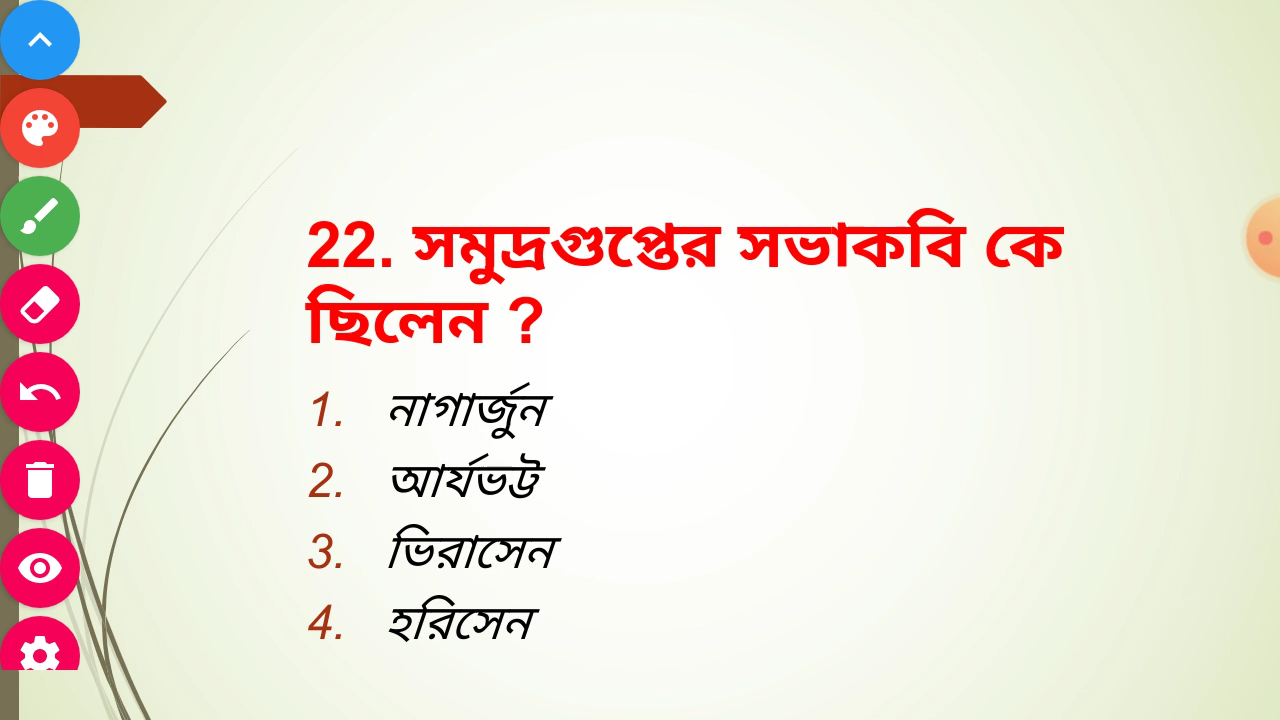 22. সমুদ্রগুপ্তের সভাকবি কে
ছিলেন ?
1. নাগার্জুন
2. আর্যভট্ট
3. ভিরাসেন
4. হরিসেন